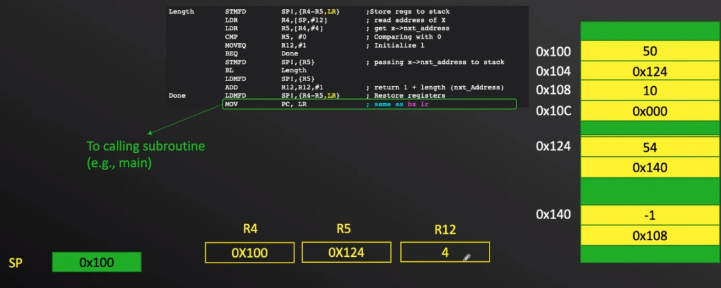 Length STMFD SP!,{R4-R5,LR} ;Store regs to stack
LDR R4,[SP,#12] ; read address of X
LDR R5,[R4,#4] ; get x->nxt_address
CMP R5, #0 ; Comparing with 0
MOVEQ R12,#1 ; Initialize 1
BEQ Done
STMFD SP!,{R5} ; passing x->nxt_address to stack
BL Length
LDMFD SP!,{R5}
ADD R12,R12,#1 ; return 1 + length (nxt_Address)
Done LDMFD SP!,{R4-R5,LR} ; Restore registers
MOV PC, LR ; same as bx lr
To calling subroutine
(e.g., main)
0x100 50
0x104 0x124
0x108 10
0x10C 0x000
0x124 54
0x140
0x140 -1
0x108
R4 R5 R12
0X100 0X124 4
SP 0x100